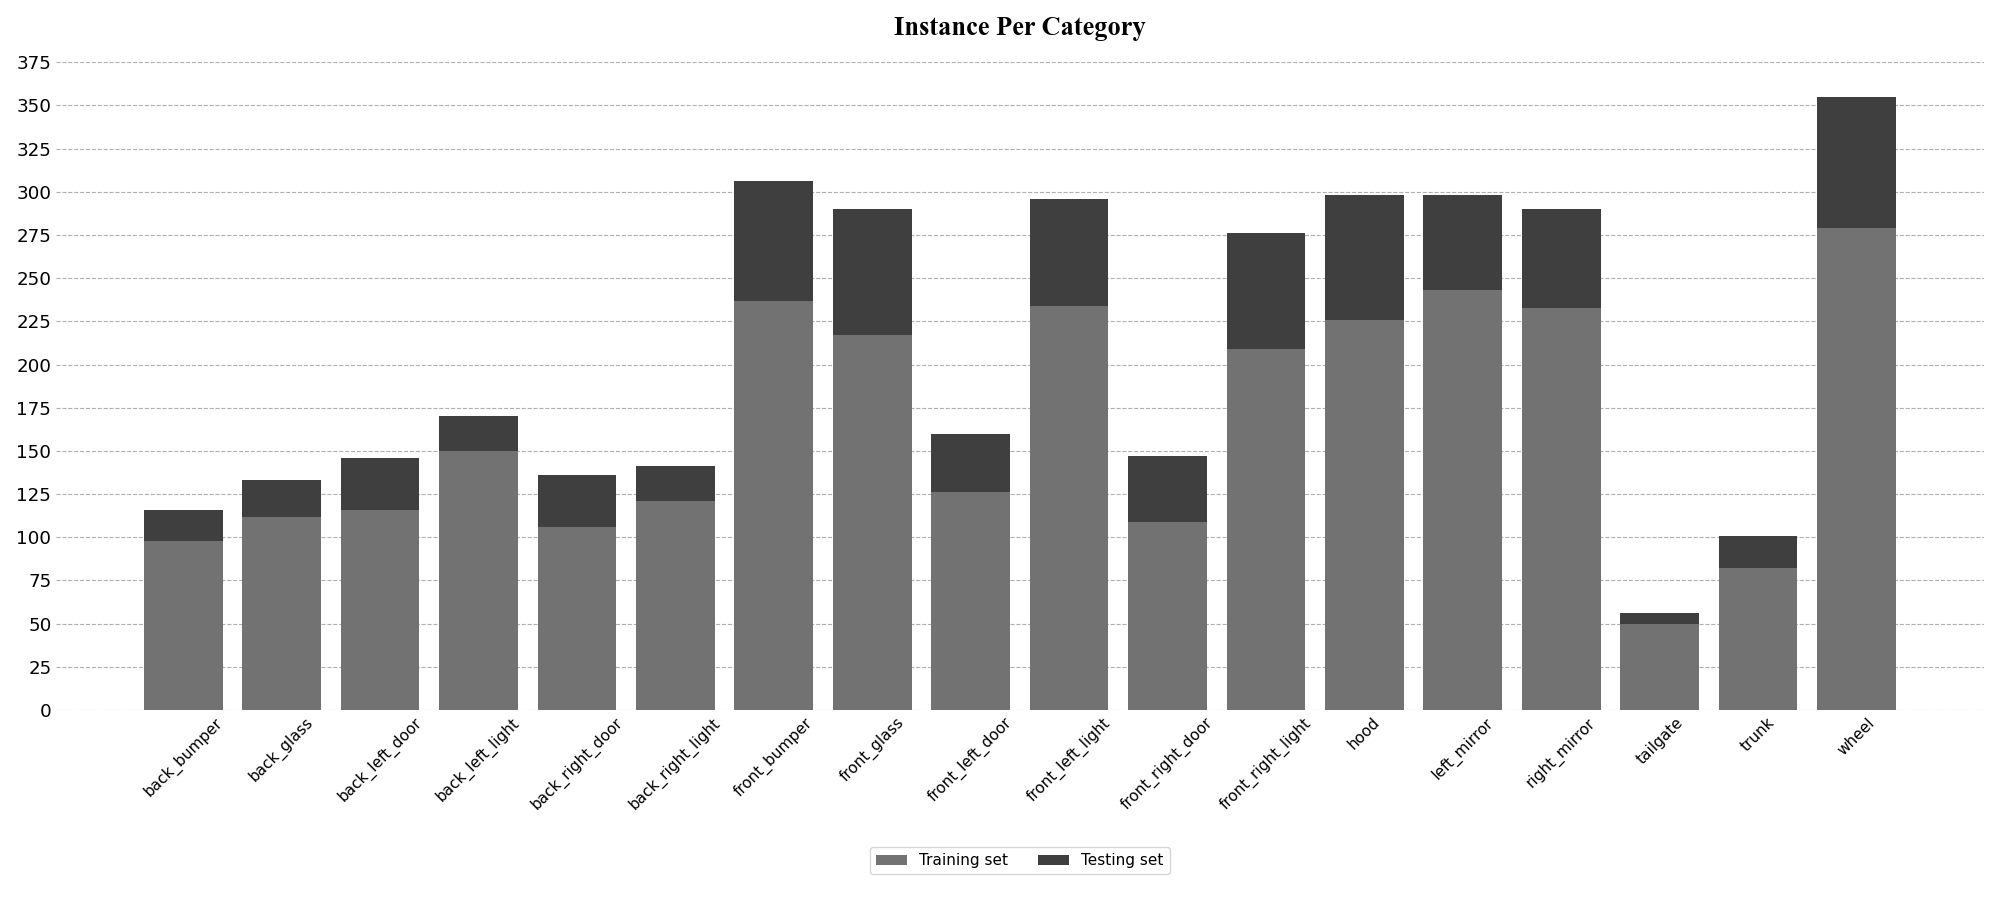 Instance Per Category
375
350
325
300
275
250
225
200
175
150
125
100
75
50
25
0
back_bumper
back_glass
back_left_door
back_left_light
back_right_door
back_right_light
front_bumper
front_glass
front_left_door
front_left_light
front_right_door
front_right_light
hood
left_mirror
right_mirror
tailgate
trunk
wheel
Training set
Testing set